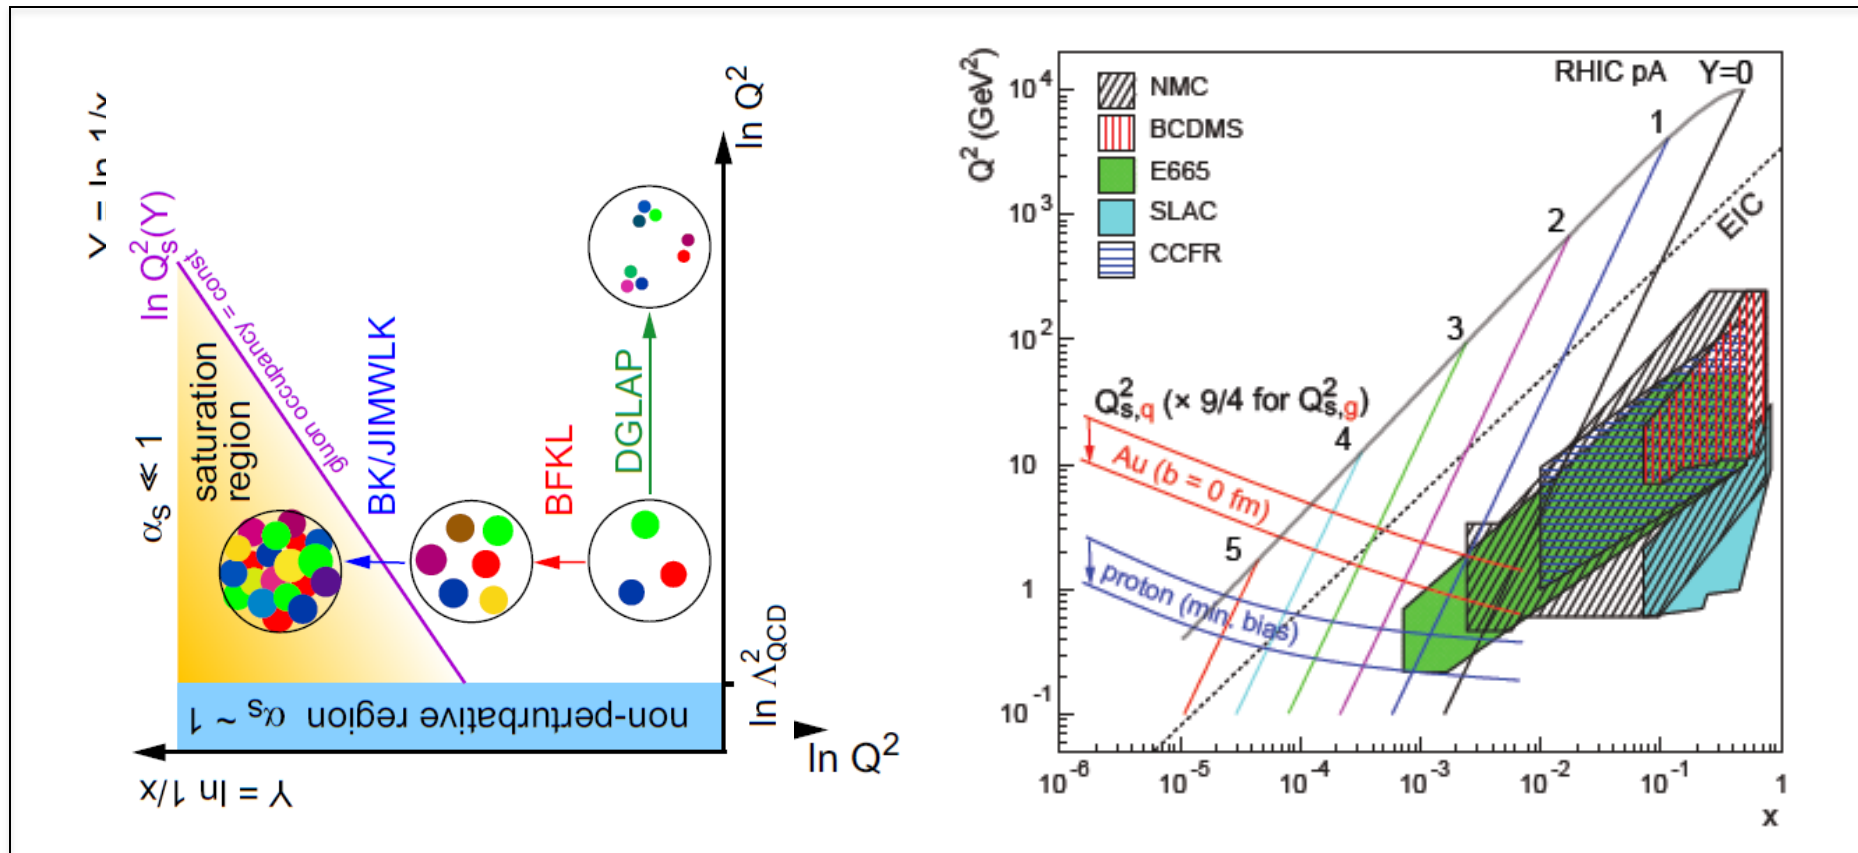 Y = ln 1/x
ln Q²ₛ(Y)
gluon occupancy = const
saturation
region
αₛ ≪ 1
BK/JIMWLK
BFKL
DGLAP
ln Q²
non-perturbative region αₛ ~ 1
ln Λ²QCD
Y = ln 1/x
ln Q²
Q² (GeV²)
10⁴
10³
10²
10
1
10⁻¹
NMC
BCDMS
E665
SLAC
CCFR
RHIC pA Y=0
1
2
3
4
5
EIC
Q²s,q (× 9/4 for Q²s,g)
Au (b = 0 fm)
proton (min. bias)
10⁻⁶ 10⁻⁵ 10⁻⁴ 10⁻³ 10⁻² 10⁻¹ 1
x